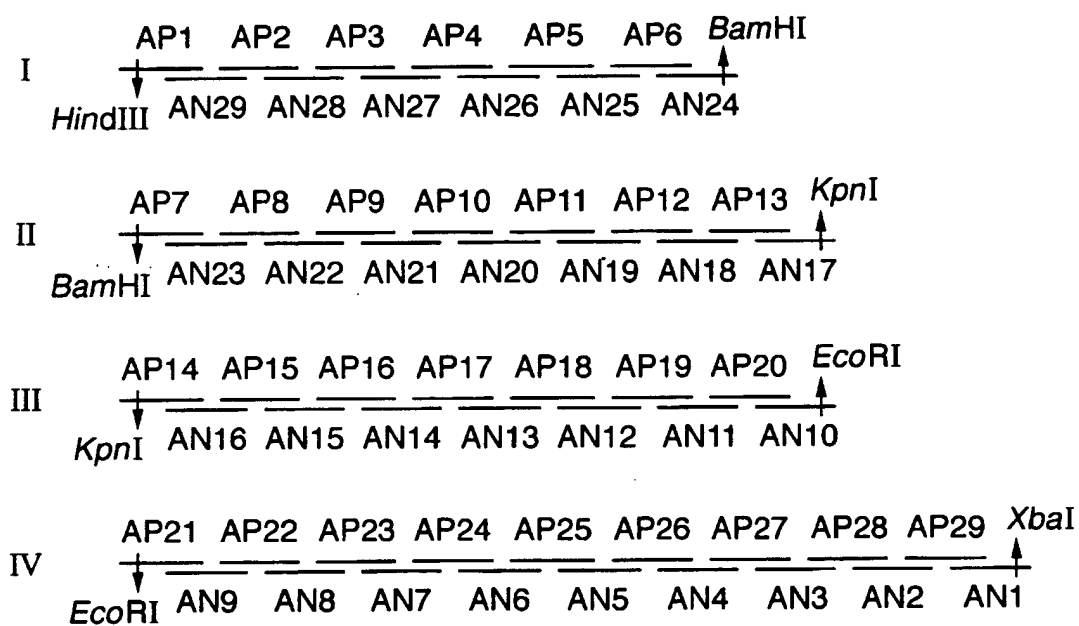 AP1 AP2 AP3 AP4 AP5 AP6 BamHI
I
HindIII AN29 AN28 AN27 AN26 AN25 AN24
AP7 AP8 AP9 AP10 AP11 AP12 AP13 KpnI
II
BamHI AN23 AN22 AN21 AN20 AN19 AN18 AN17
AP14 AP15 AP16 AP17 AP18 AP19 AP20 EcoRI
III
KpnI AN16 AN15 AN14 AN13 AN12 AN11 AN10
AP21 AP22 AP23 AP24 AP25 AP26 AP27 AP28 AP29 XbaI
IV
EcoRI AN9 AN8 AN7 AN6 AN5 AN4 AN3 AN2 AN1